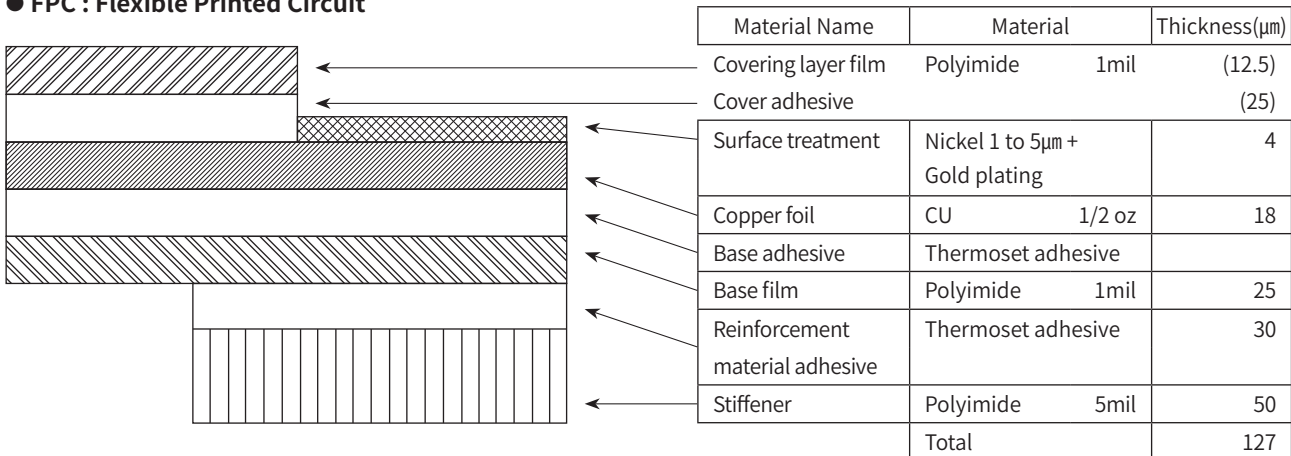 ● FPC : Flexible Printed Circuit
Material Name Material Thickness(μm)
Covering layer film Polyimide 1mil (12.5)
Cover adhesive (25)
Surface treatment Nickel 1 to 5μm + 4
Gold plating
Copper foil CU 1/2 oz 18
Base adhesive Thermoset adhesive
Base film Polyimide 1mil 25
Reinforcement Thermoset adhesive 30
material adhesive
Stiffener Polyimide 5mil 50
Total 127